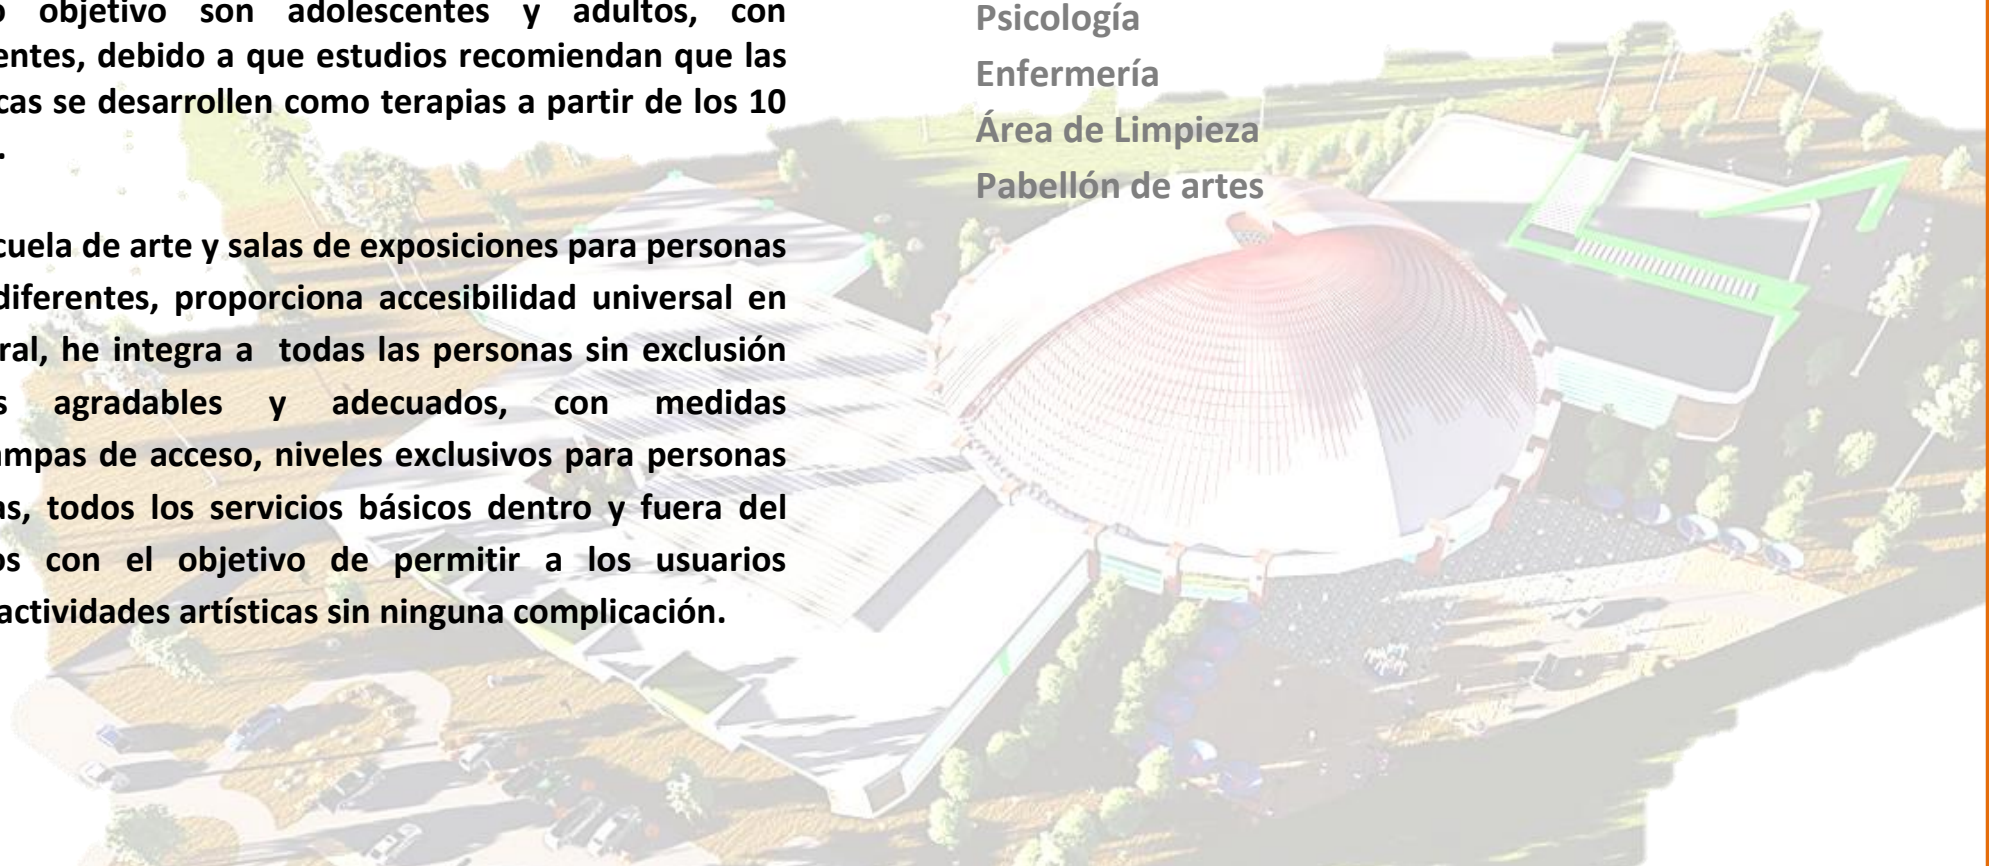 objetivo son adolescentes y adultos, con
entes, debido a que estudios recomiendan que las
cas se desarrollen como terapias a partir de los 10
.
cuela de arte y salas de exposiciones para personas
diferentes, proporciona accesibilidad universal en
ral, he integra a todas las personas sin exclusión
s agradables y adecuados, con medidas
ampas de acceso, niveles exclusivos para personas
as, todos los servicios básicos dentro y fuera del
os con el objetivo de permitir a los usuarios
actividades artísticas sin ninguna complicación.
Psicología
Enfermería
Área de Limpieza
Pabellón de artes